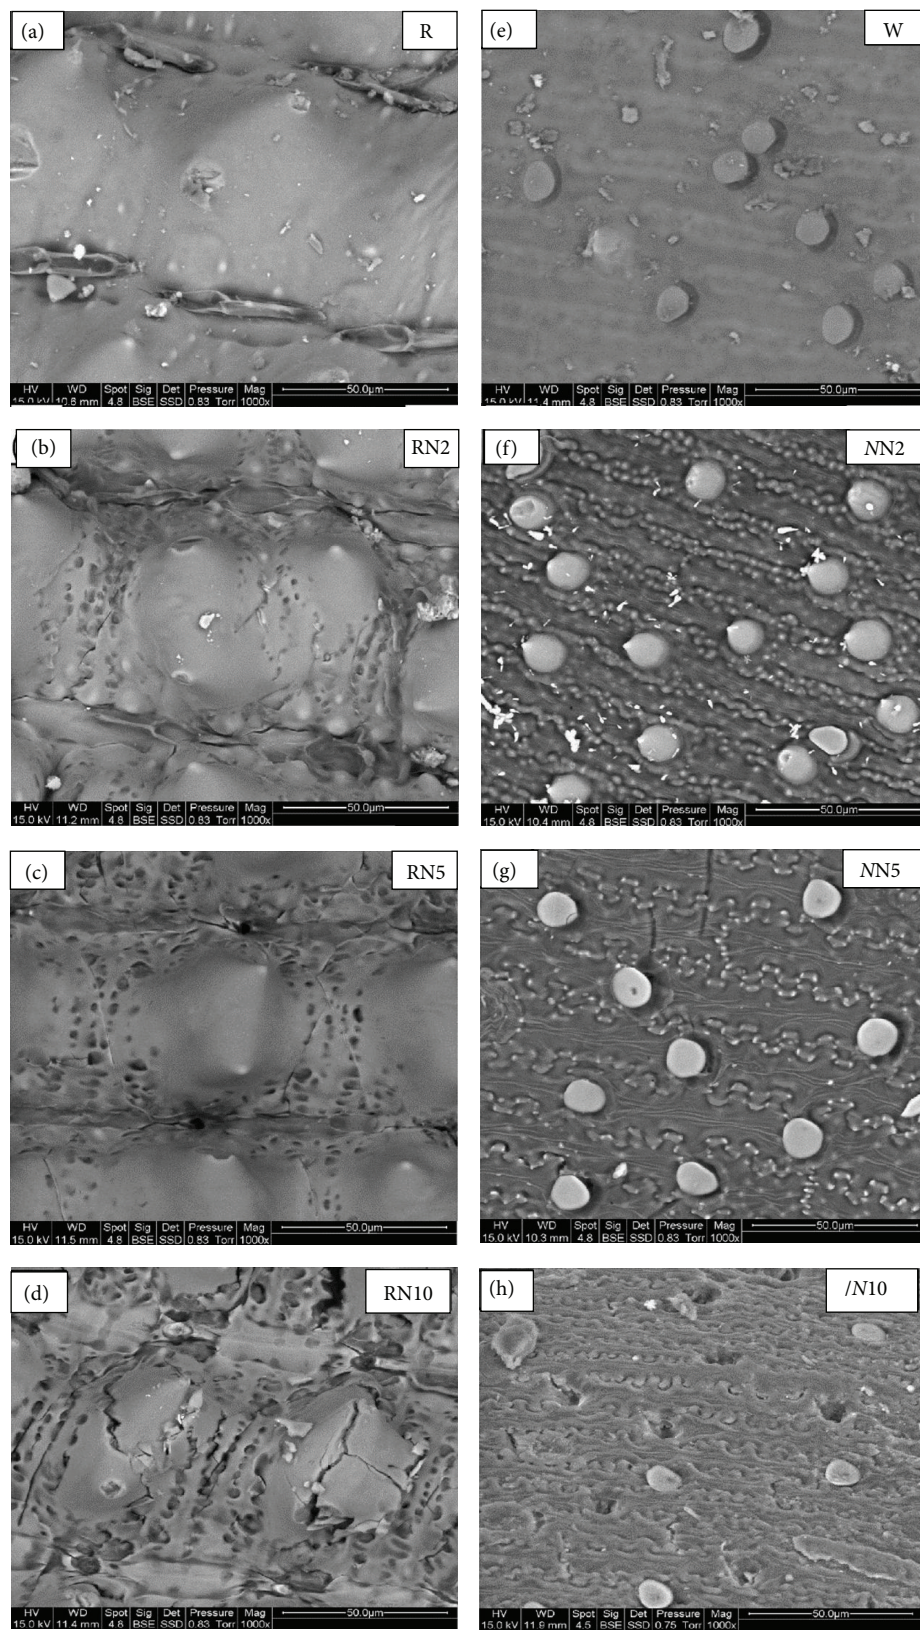 (a)
R
HV WD Spot Sig Det Pressure Mag 50.0µm
15.0 kV 10.6 mm 4.8 BSE SSD 0.83 Torr 1000x
(b)
RN2
HV WD Spot Sig Det Pressure Mag 50.0µm
15.0 kV 11.2 mm 4.8 BSE SSD 0.83 Torr 1000x
(c)
RN5
HV WD Spot Sig Det Pressure Mag 50.0µm
15.0 kV 11.5 mm 4.8 BSE SSD 0.83 Torr 1000x
(d)
RN10
HV WD Spot Sig Det Pressure Mag 50.0µm
15.0 kV 11.4 mm 4.8 BSE SSD 0.83 Torr 1000x
(e)
W
HV WD Spot Sig Det Pressure Mag 50.0µm
15.0 kV 11.4 mm 4.8 BSE SSD 0.83 Torr 1000x
(f)
NN2
HV WD Spot Sig Det Pressure Mag 50.0µm
15.0 kV 10.4 mm 4.8 BSE SSD 0.83 Torr 1000x
(g)
NN5
HV WD Spot Sig Det Pressure Mag 50.0µm
15.0 kV 10.3 mm 4.8 BSE SSD 0.83 Torr 1000x
(h)
/N10
HV WD Spot Sig Det Pressure Mag 50.0µm
15.0 kV 11.9 mm 4.5 BSE SSD 0.75 Torr 1000x